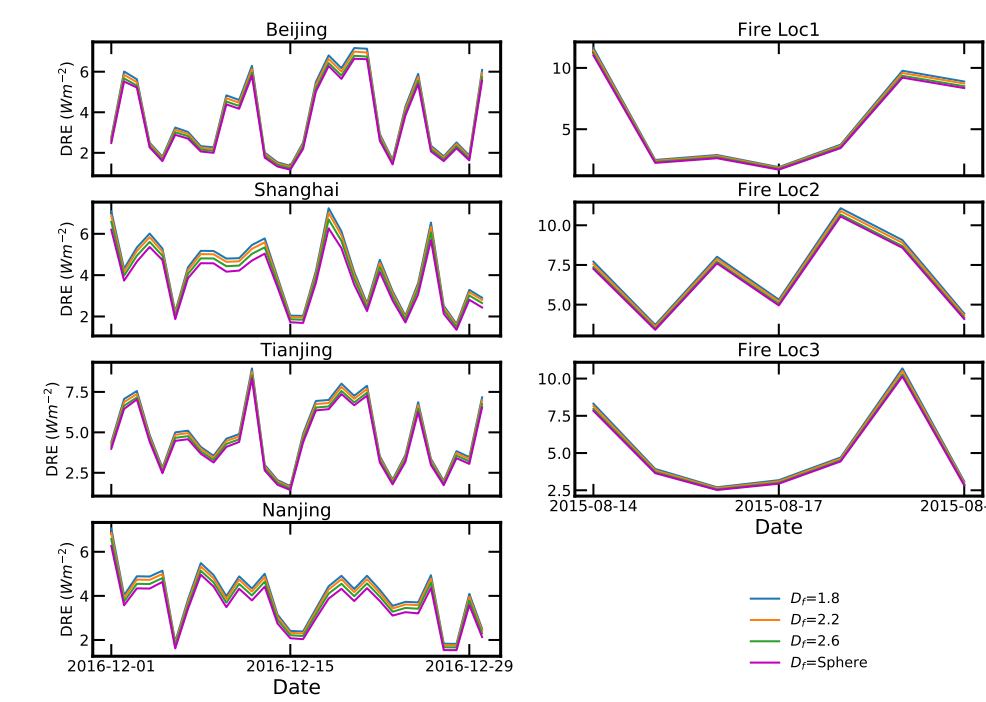 Beijing
DRE (Wm⁻²)
6
4
2
Shanghai
DRE (Wm⁻²)
6
4
2
Tianjing
DRE (Wm⁻²)
7.5
5.0
2.5
Nanjing
DRE (Wm⁻²)
6
4
2
2016-12-01
2016-12-15
2016-12-29
Date
Fire Loc1
10
5
Fire Loc2
10.0
7.5
5.0
Fire Loc3
10.0
7.5
5.0
2.5
2015-08-14
2015-08-17
2015-08-
Date
D_f=1.8
D_f=2.2
D_f=2.6
D_f=Sphere